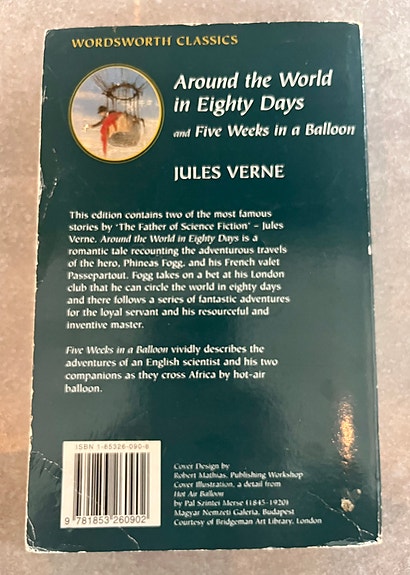 WORDSWORTH CLASSICS
Around the World
in Eighty Days
and Five Weeks in a Balloon
JULES VERNE
This edition contains two of the most famous
stories by 'The Father of Science Fiction' – Jules
Verne. Around the World in Eighty Days is a
romantic tale recounting the adventurous travels
of the hero, Phineas Fogg, and his French valet
Passepartout. Fogg takes on a bet at his London
club that he can circle the world in eighty days
and there follows a series of fantastic adventures
for the loyal servant and his resourceful and
inventive master.
Five Weeks in a Balloon vividly describes the
adventures of an English scientist and his two
companions as they cross Africa by hot-air
balloon.
ISBN 1-85326-090-8
9 781853 260902
Cover Design by
Robert Mathias, Publishing Workshop
Cover Illustration, a detail from
Hot Air Balloon
by Pal Szintei Merse (1845-1920)
Magyar Nemzeti Galeria, Budapest
Courtesy of Bridgeman Art Library, London